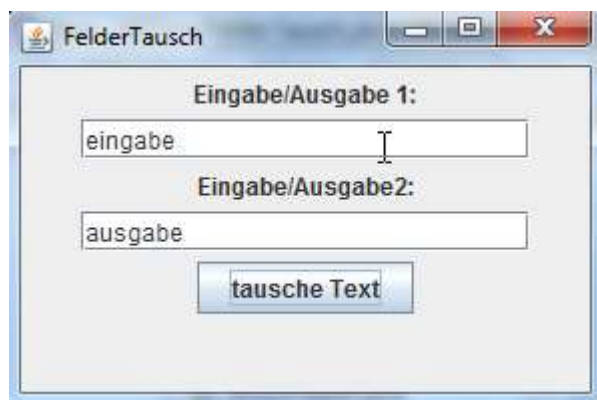 FelderTausch
Eingabe/Ausgabe 1:
eingabe
Eingabe/Ausgabe2:
ausgabe
tausche Text